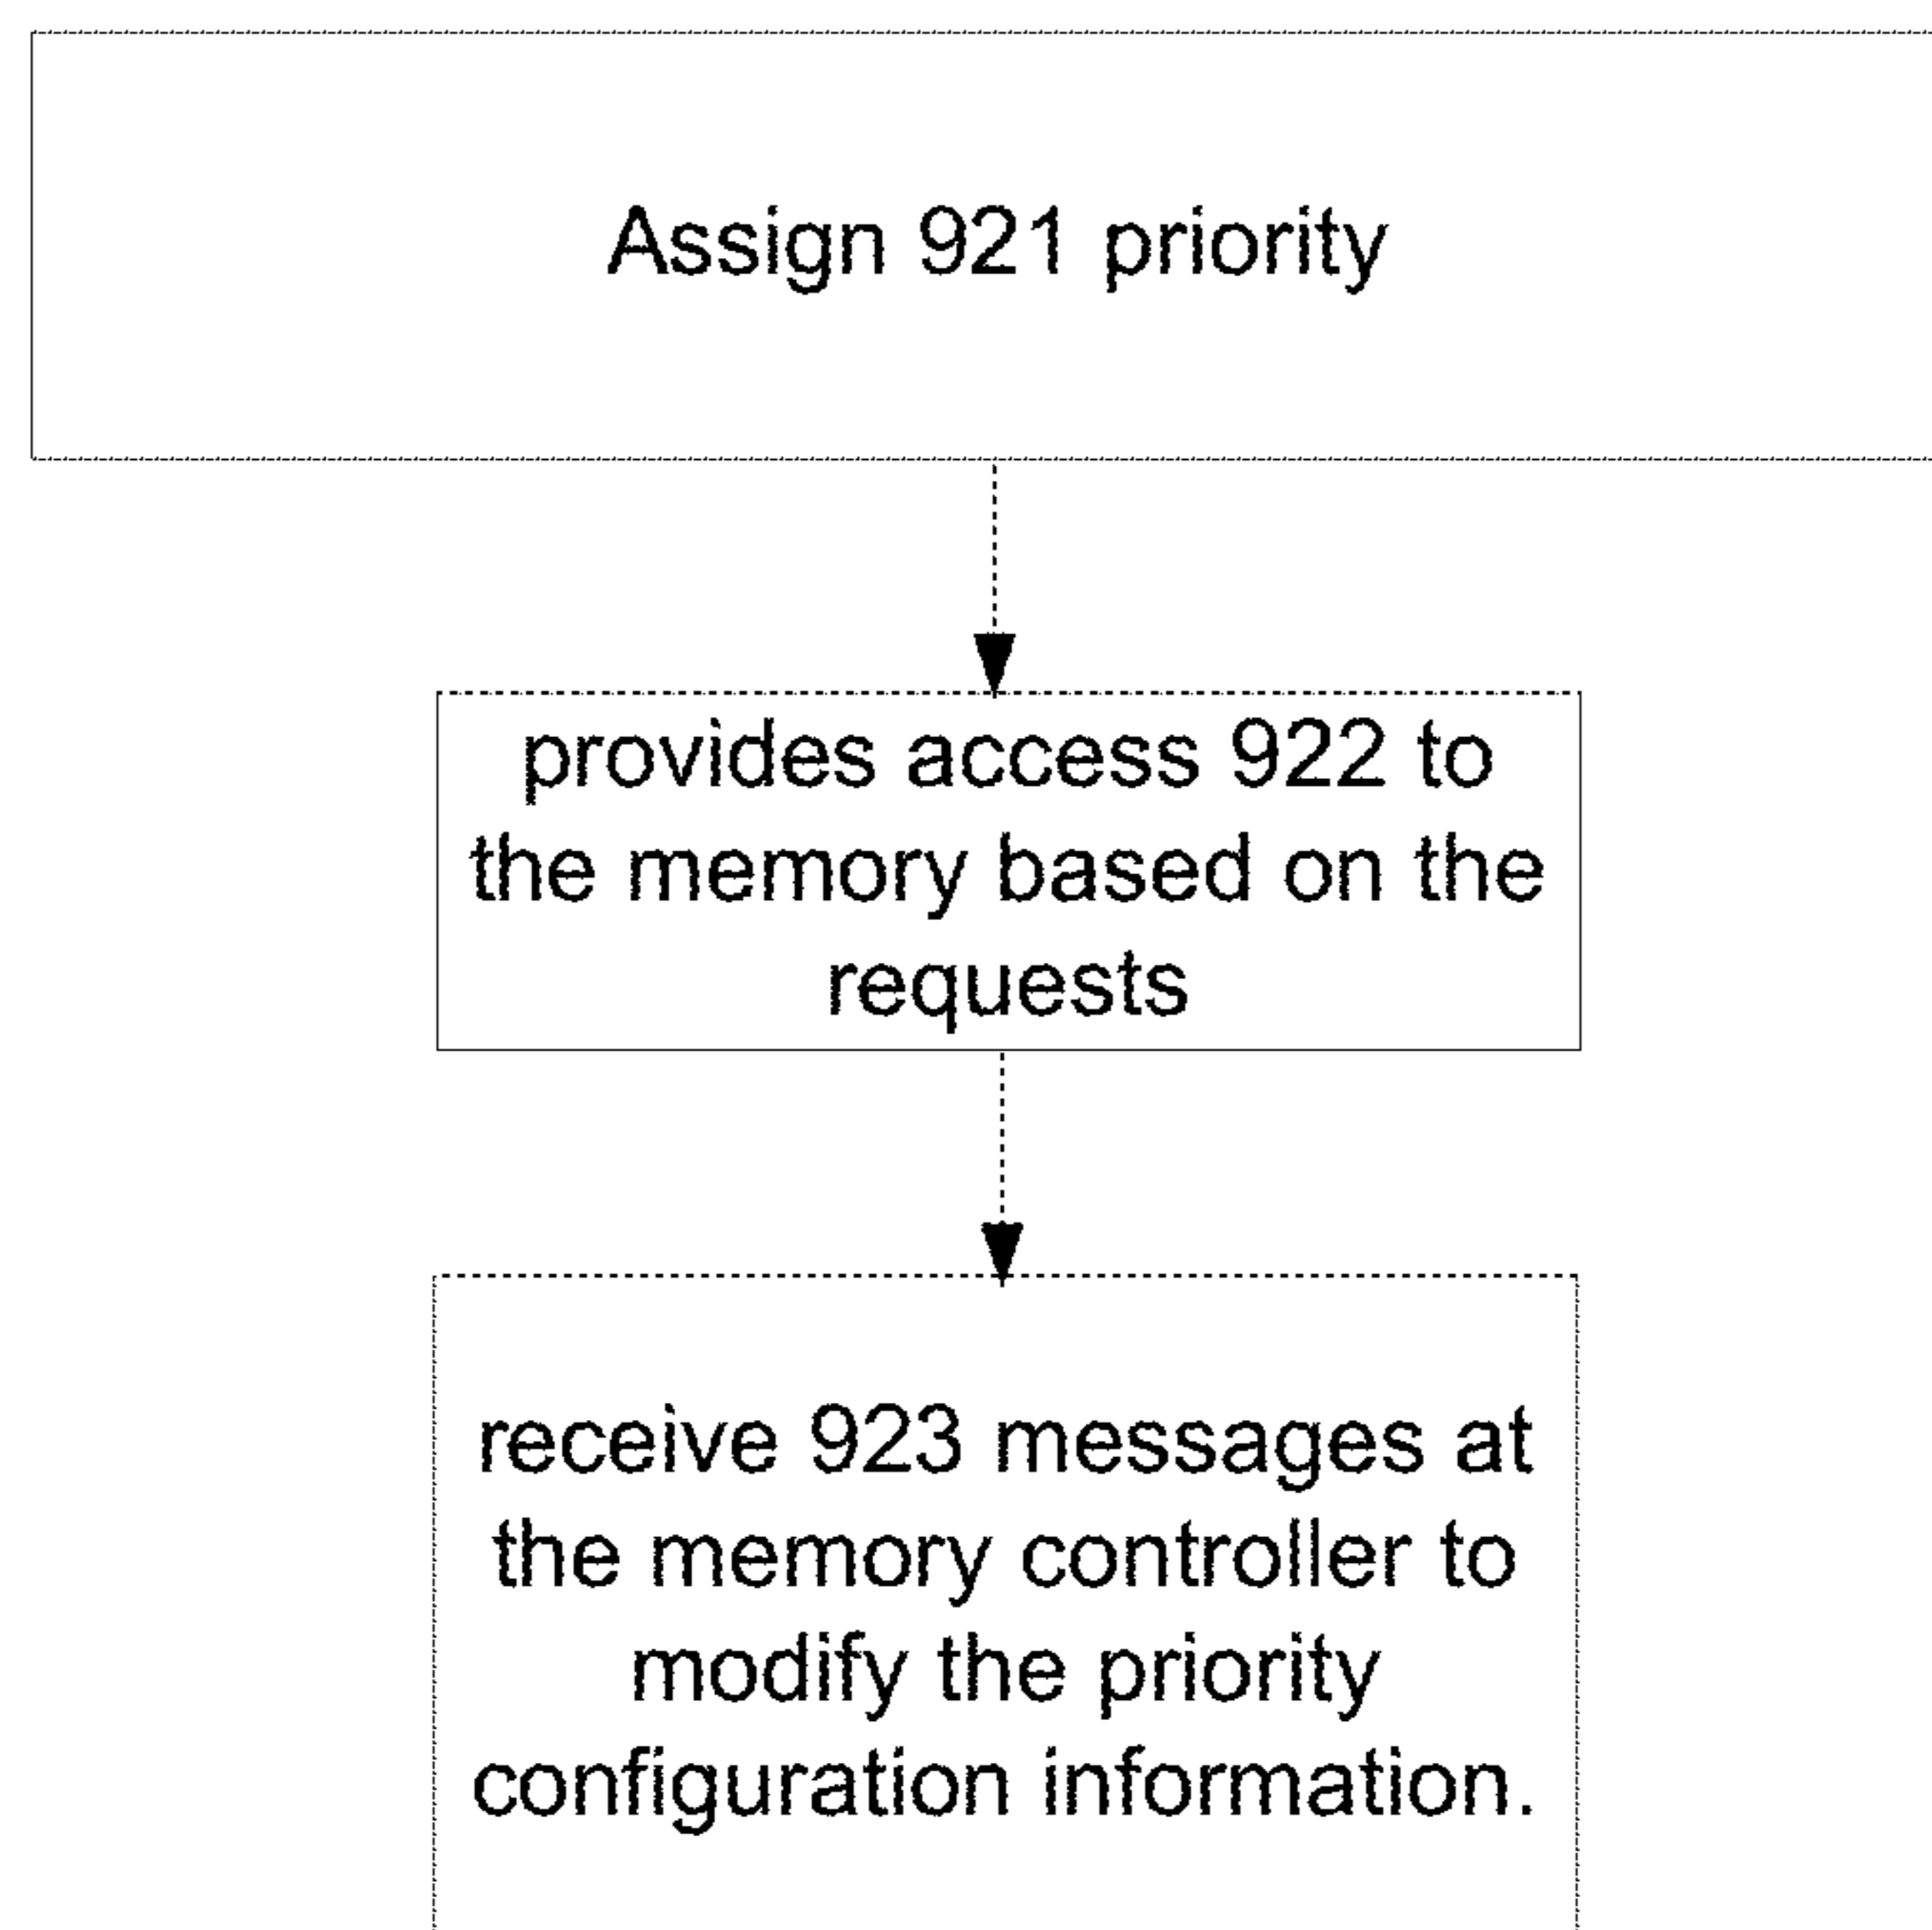 Assign 921 priority
provides access 922 to
the memory based on the
requests
receive 923 messages at
the memory controller to
modify the priority
configuration information.